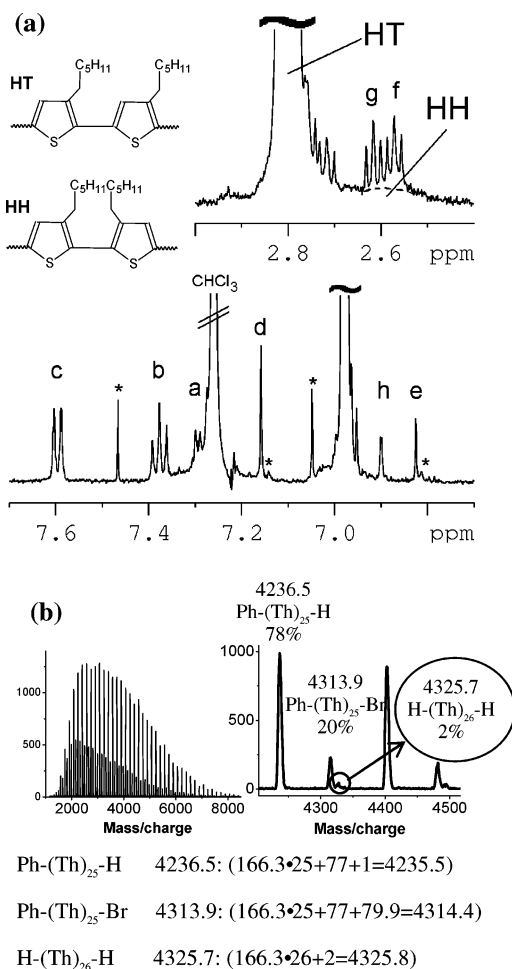 (a)
HT
C5H11
C5H11
S
S
HH
C5H11
C5H11
S
S
HT
g
f
HH
2.8
2.6
ppm
CHCl3
c
*
b
a
d
*
*
h
e
*
7.6
7.4
7.2
7.0
ppm
(b)
1000
500
0
2000
4000
6000
8000
Mass/charge
4236.5
Ph-(Th)25-H
78%
4313.9
Ph-(Th)25-Br
20%
4325.7
H-(Th)26-H
2%
1000
500
0
4300
4400
4500
Mass/charge
Ph-(Th)25-H 4236.5: (166.3•25+77+1=4235.5)
Ph-(Th)25-Br 4313.9: (166.3•25+77+79.9=4314.4)
H-(Th)26-H 4325.7: (166.3•26+2=4325.8)